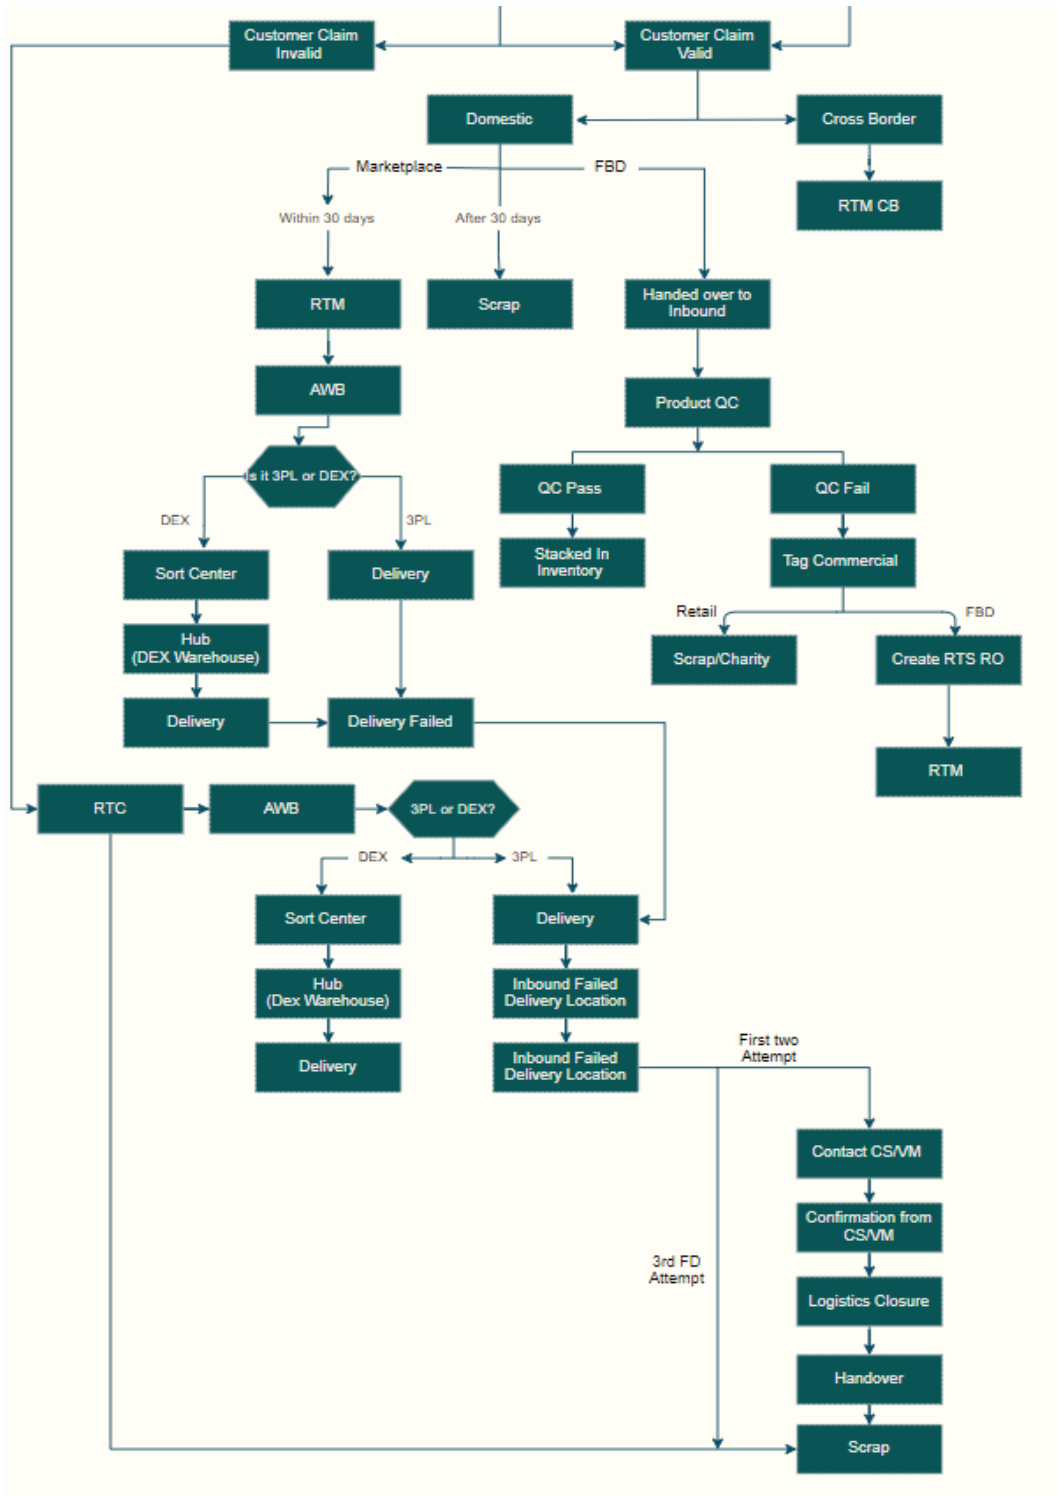 Customer Claim
Invalid
Customer Claim
Valid
Domestic
Cross Border
Marketplace
FBD
RTM CB
Within 30 days
After 30 days
RTM
Scrap
Handed over to
Inbound
AWB
Product QC
Is it 3PL or DEX?
QC Pass
QC Fail
DEX
3PL
Sort Center
Delivery
Stacked In
Inventory
Tag Commercial
Retail
FBD
Hub
(DEX Warehouse)
Scrap/Charity
Create RTS RO
Delivery
Delivery Failed
RTM
RTC
AWB
3PL or DEX?
DEX
3PL
Sort Center
Delivery
Hub
(Dex Warehouse)
Inbound Failed
Delivery Location
Delivery
Inbound Failed
Delivery Location
First two
Attempt
Contact CS/VM
Confirmation from
CS/VM
3rd FD
Attempt
Logistics Closure
Handover
Scrap